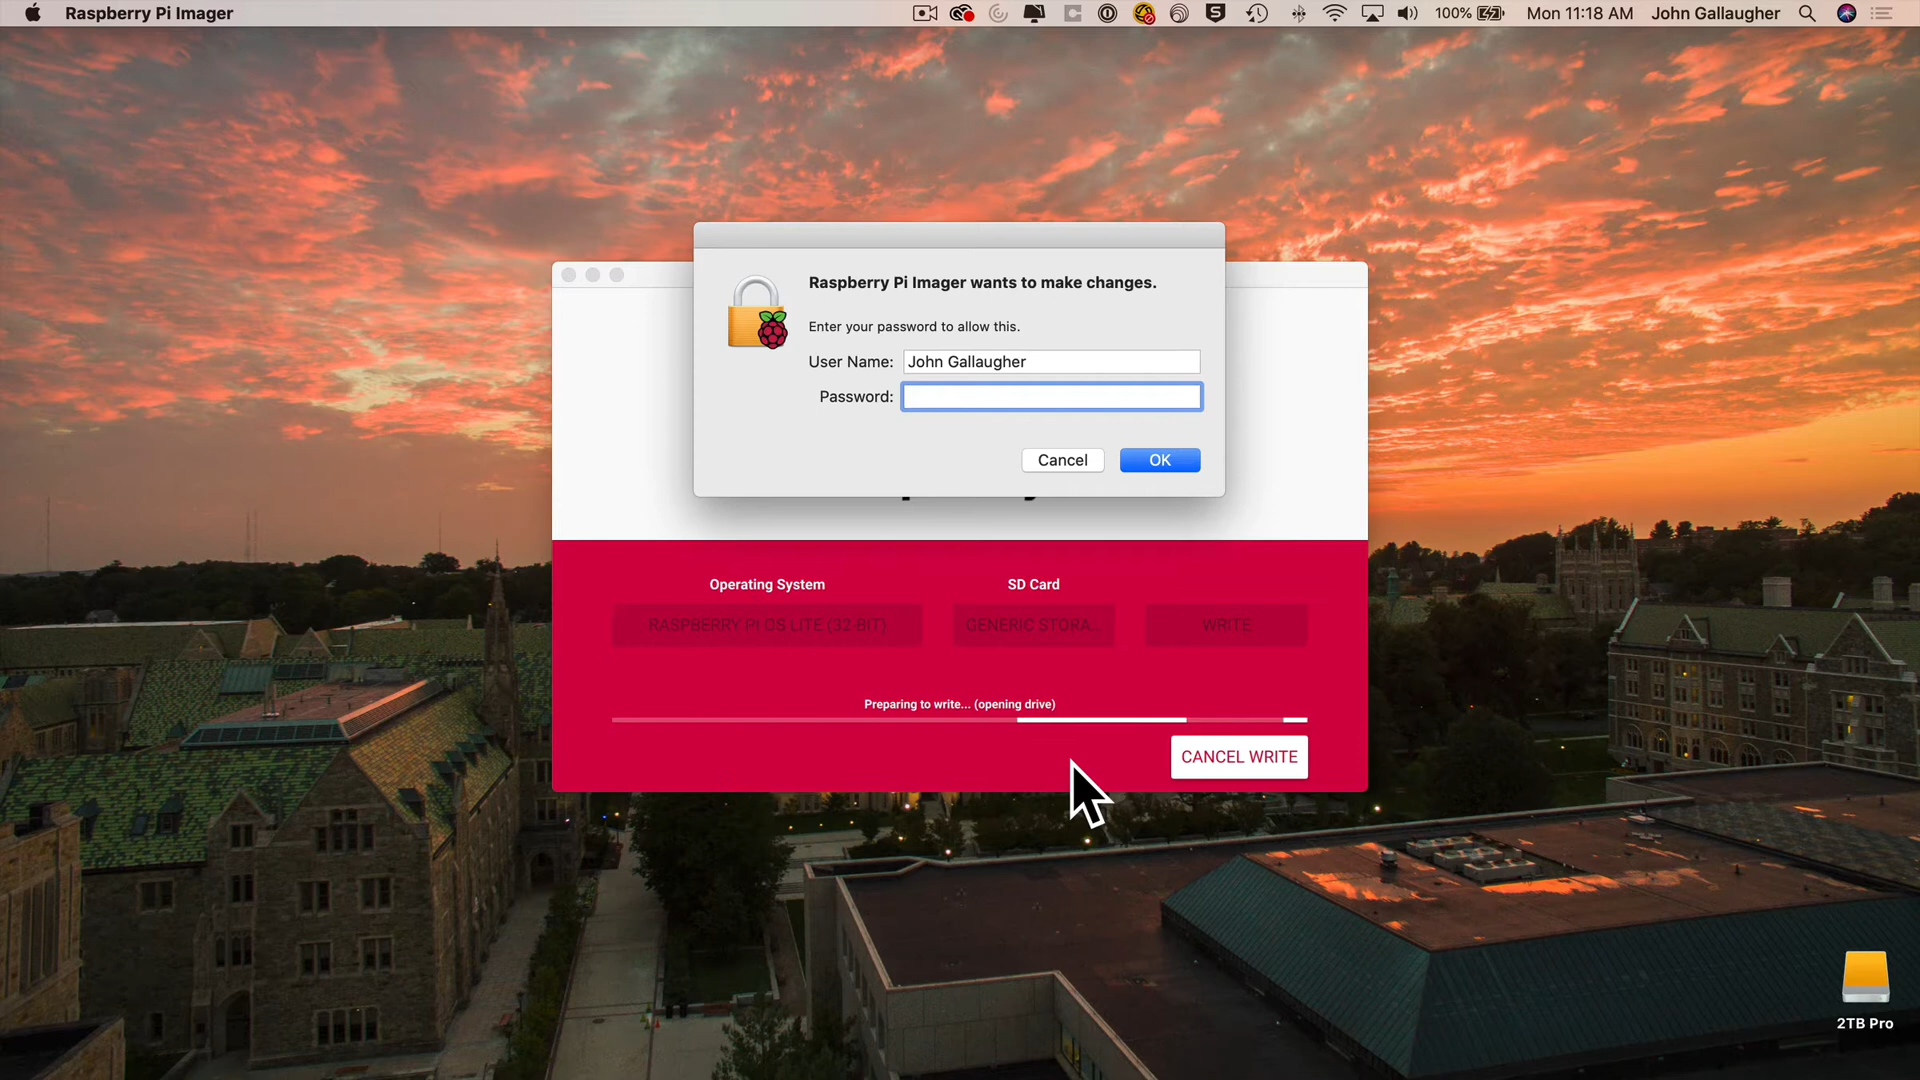 Raspberry Pi Imager
100%
Mon 11:18 AM
John Gallaugher
Raspberry Pi Imager wants to make changes.
Enter your password to allow this.
User Name: John Gallaugher
Password:
Cancel
OK
Operating System
SD Card
RASPBERRY PI OS LITE (32-BIT)
GENERIC STORA...
WRITE
Preparing to write... (opening drive)
CANCEL WRITE
2TB Pro